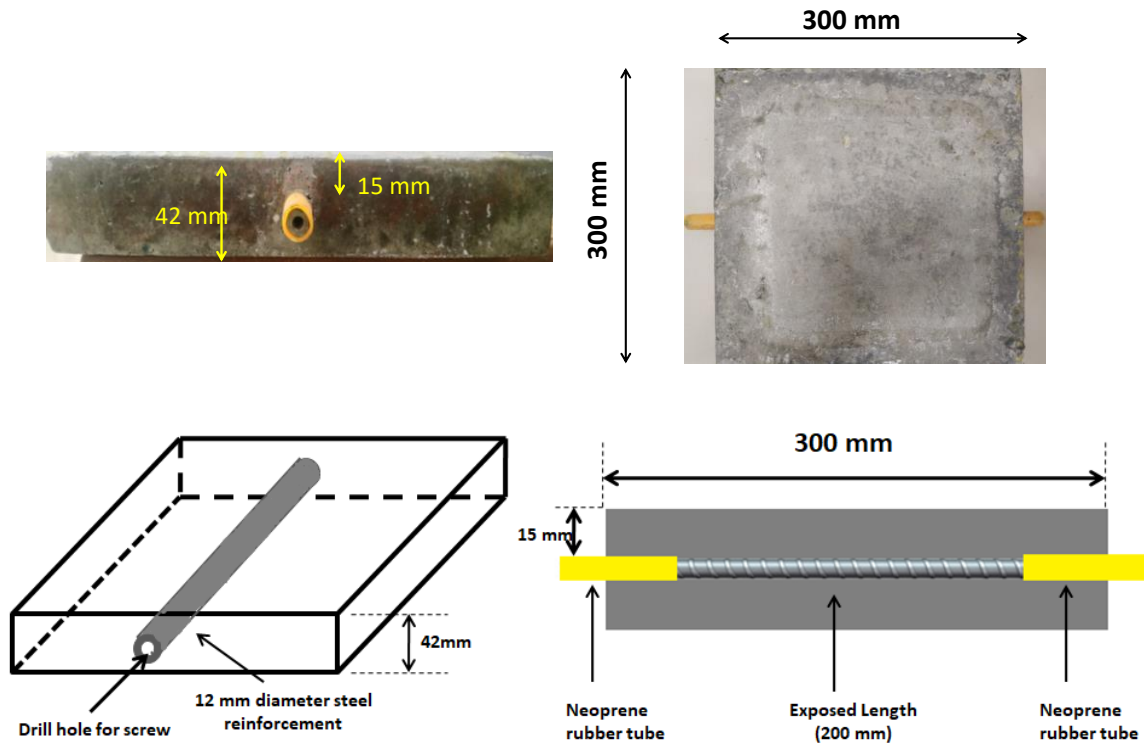 300 mm
15 mm
42 mm
300 mm
300 mm
15 mm
42mm
12 mm diameter steel
reinforcement
Drill hole for screw
Neoprene
rubber tube
Exposed Length
(200 mm)
Neoprene
rubber tube